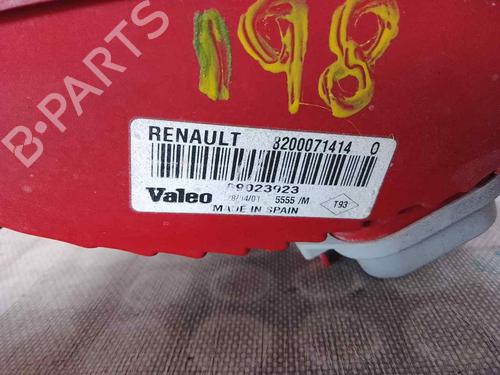 198
RENAULT 8200071414 0
89023923
Valeo 5555 /M T93
MADE IN SPAIN
B-PARTS